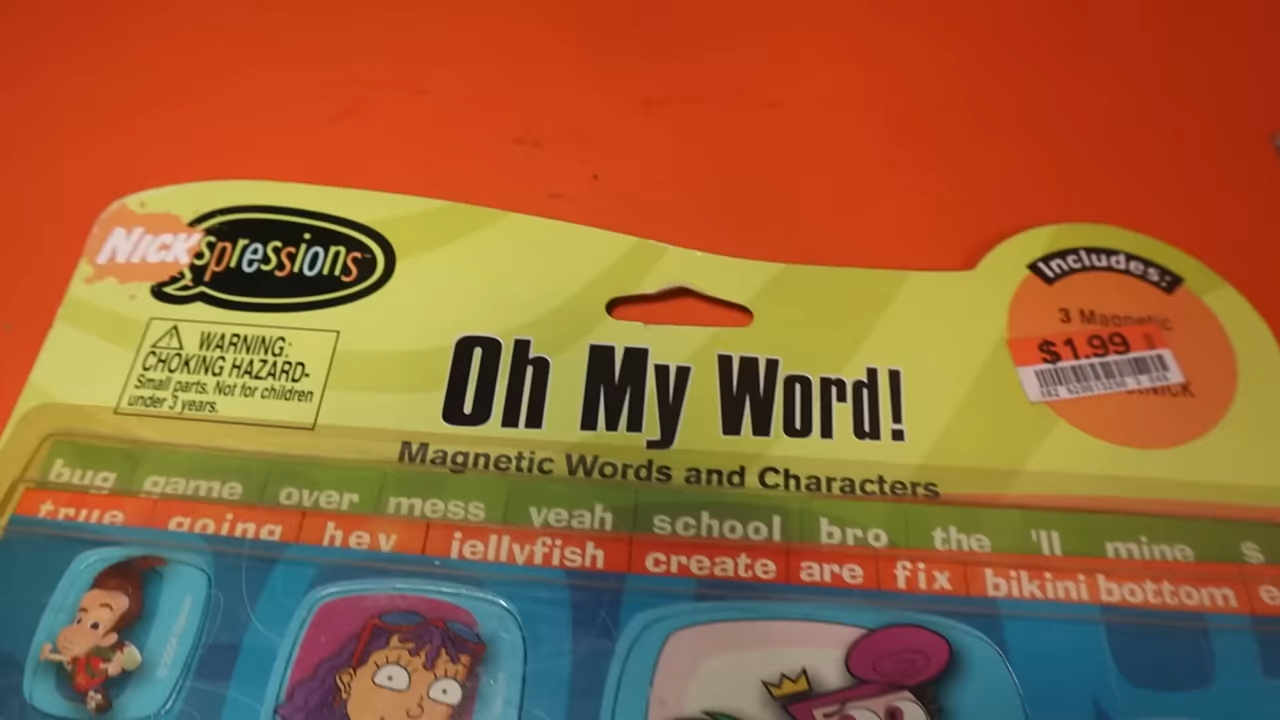 NICKspressions™
WARNING:
CHOKING HAZARD-
Small parts. Not for children
under 3 years.
Oh My Word!
Magnetic Words and Characters
Includes:
3 Magnetic
$1.99
NICK
bug game over mess yeah school bro the 'll mine s
true going hey jellyfish create are fix bikini bottom e